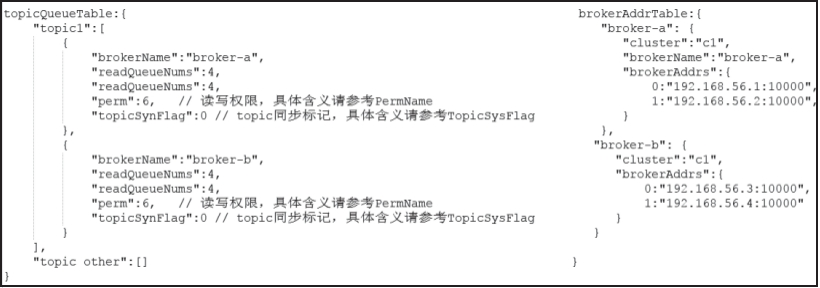 topicQueueTable:{
"topic1":[
{
"brokerName":"broker-a",
"readQueueNums":4,
"readQueueNums":4,
"perm":6,   // 读写权限，具体含义请参考PermName
"topicSynFlag":0 // topic同步标记，具体含义请参考TopicSysFlag
},
{
"brokerName":"broker-b",
"readQueueNums":4,
"readQueueNums":4,
"perm":6,   // 读写权限，具体含义请参考PermName
"topicSynFlag":0 // topic同步标记，具体含义请参考TopicSysFlag
}
],
"topic other":[]
}
brokerAddrTable:{
"broker-a": {
"cluster":"c1",
"brokerName":"broker-a",
"brokerAddrs":{
0:"192.168.56.1:10000",
1:"192.168.56.2:10000",
}
},
"broker-b": {
"cluster":"c1",
"brokerAddrs":{
0:"192.168.56.3:10000",
1:"192.168.56.4:10000"
}
}
}